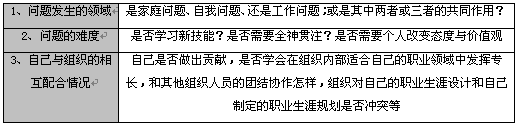 1、问题发生的领域 是家庭问题、自我问题、还是工作问题；或是其中两者或三者的共同作用？
2、问题的难度 是否学习新技能？是否需要全神贯注？是否需要个人改变态度与价值观
3、自己与组织的相互配合情况
自己是否做出贡献，是否学会在组织内部适合自己的职业领域中发挥专
长，和其他组织人员的团结协作怎样，组织对自己的职业生涯设计和自己
制定的职业生涯规划是否冲突等